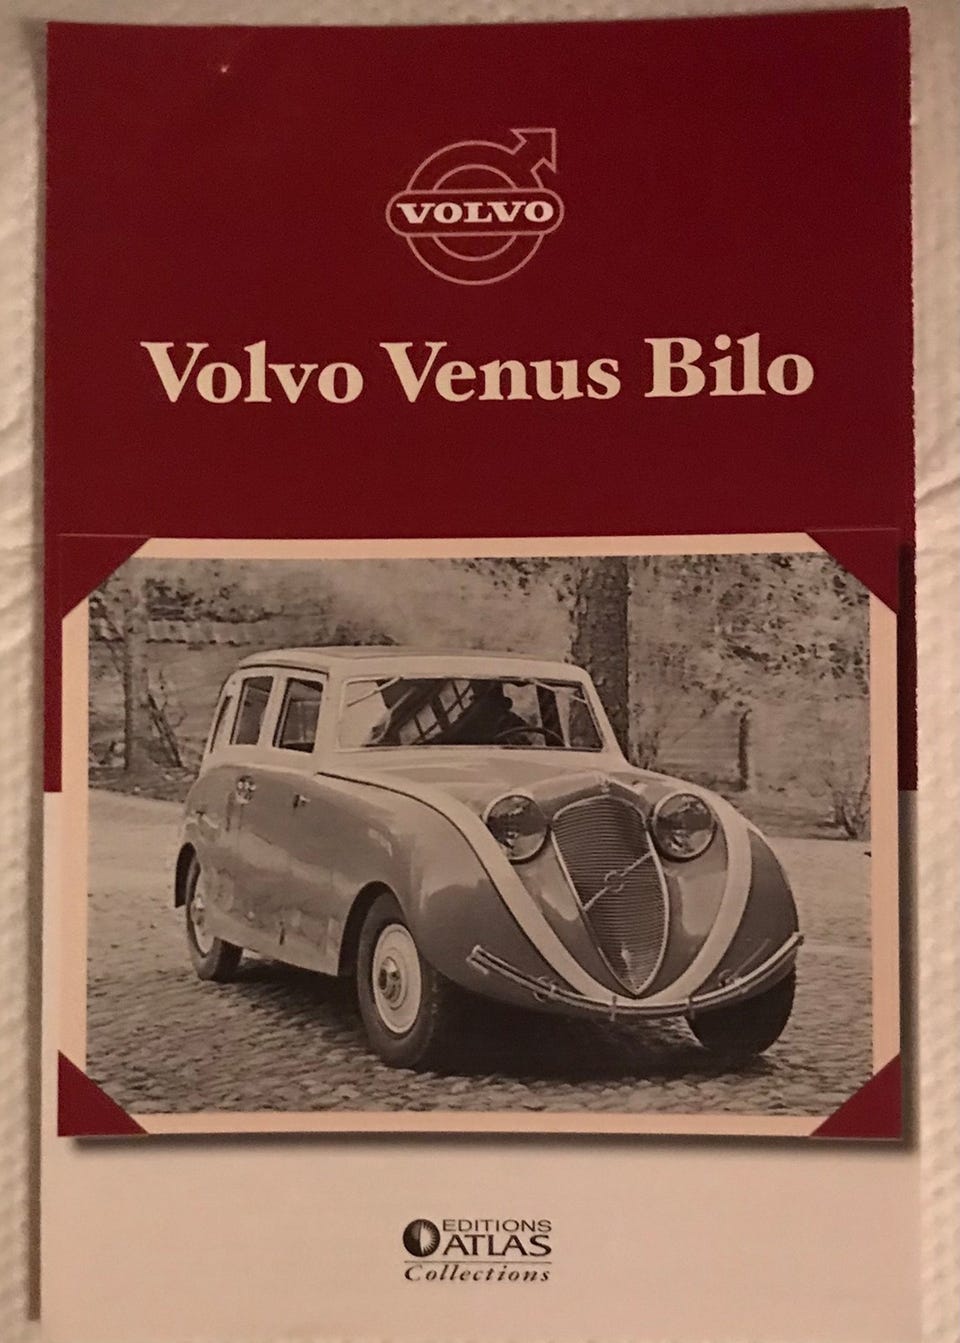 VOLVO
Volvo Venus Bilo
EDITIONS
ATLAS
Collections